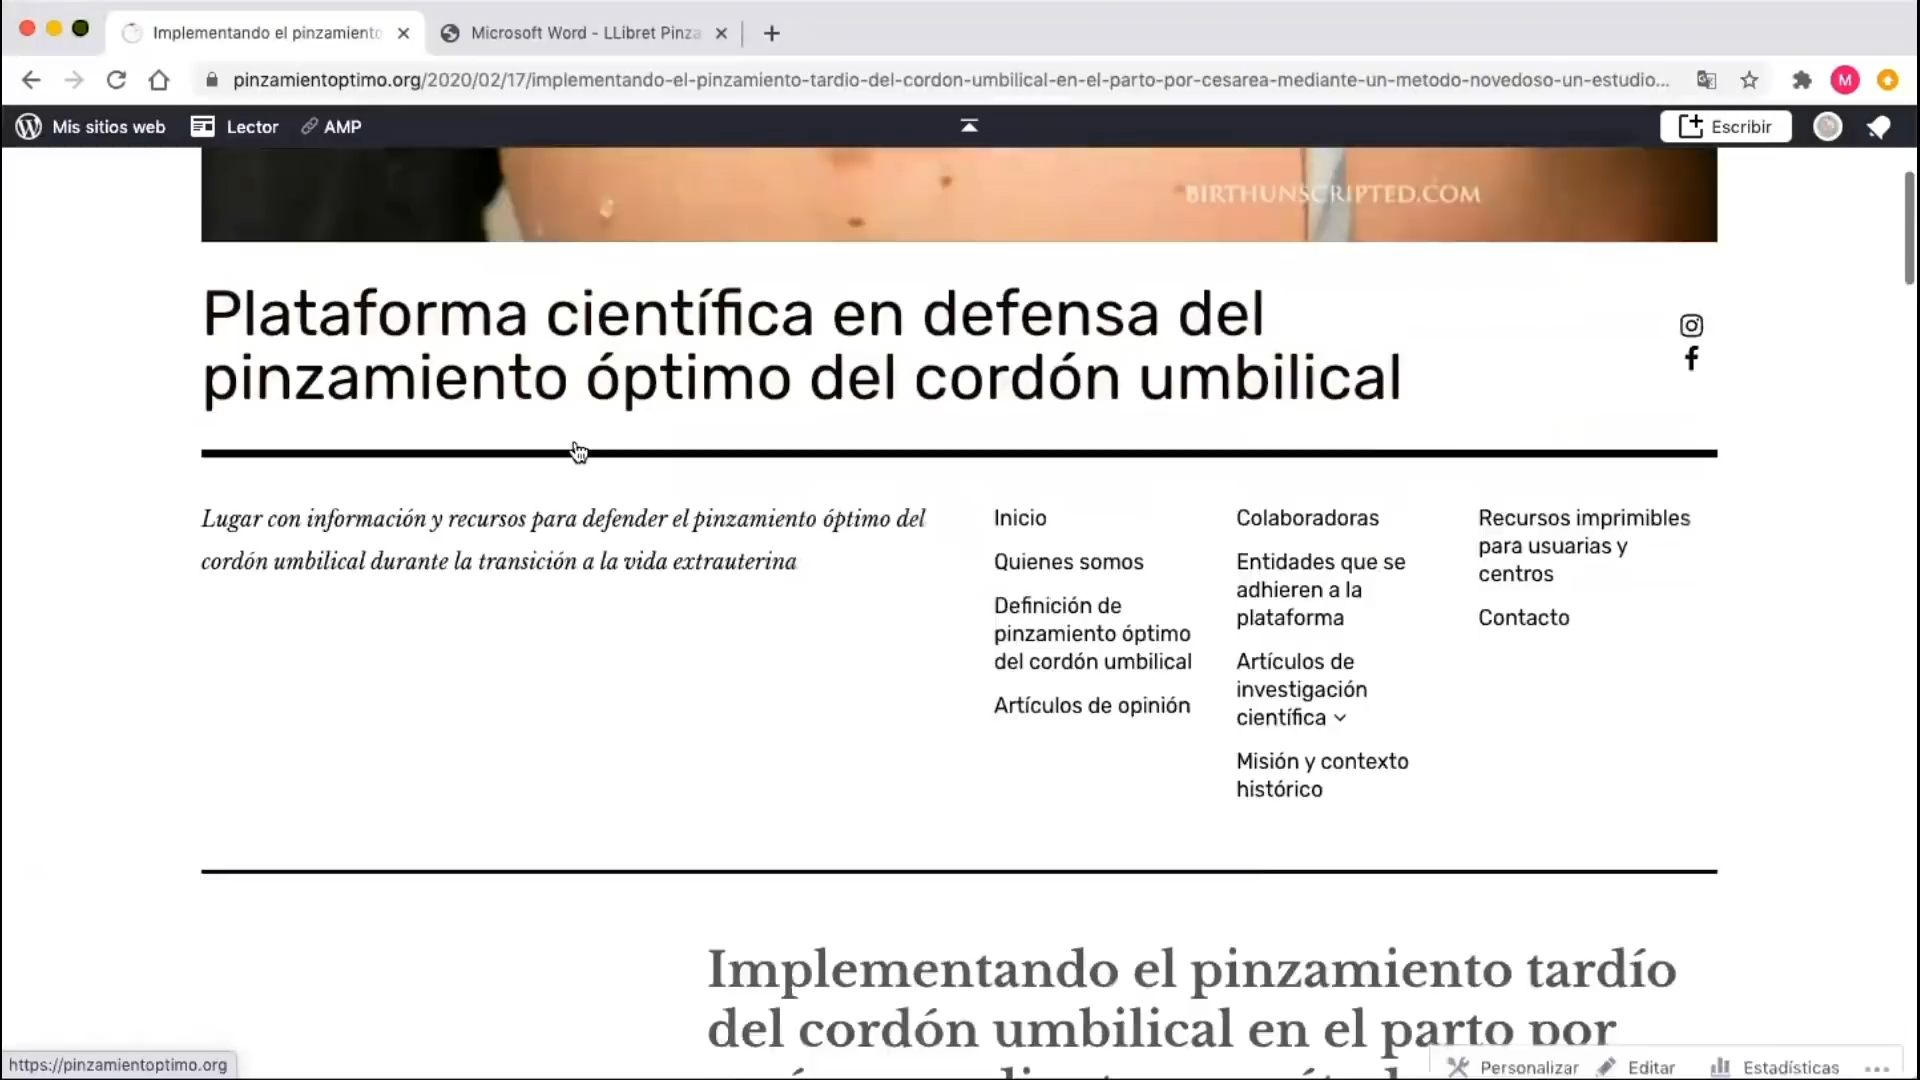 Implementando el pinzamiento
Microsoft Word - LLibret Pinza
pinzamientoptimo.org/2020/02/17/implementando-el-pinzamiento-tardio-del-cordon-umbilical-en-el-parto-por-cesarea-mediante-un-metodo-novedoso-un-estudio...
M
Mis sitios web
Lector
AMP
Escribir
BIRTHUNSCRIPTED.COM
Plataforma científica en defensa del
pinzamiento óptimo del cordón umbilical
Lugar con información y recursos para defender el pinzamiento óptimo del
cordón umbilical durante la transición a la vida extrauterina
Inicio
Quienes somos
Definición de
pinzamiento óptimo
del cordón umbilical
Artículos de opinión
Colaboradoras
Entidades que se
adhieren a la
plataforma
Artículos de
investigación
científica
Misión y contexto
histórico
Recursos imprimibles
para usuarias y
centros
Contacto
Implementando el pinzamiento tardío
del cordón umbilical en el parto por
https://pinzamientoptimo.org
Personalizar
Editar
Estadísticas